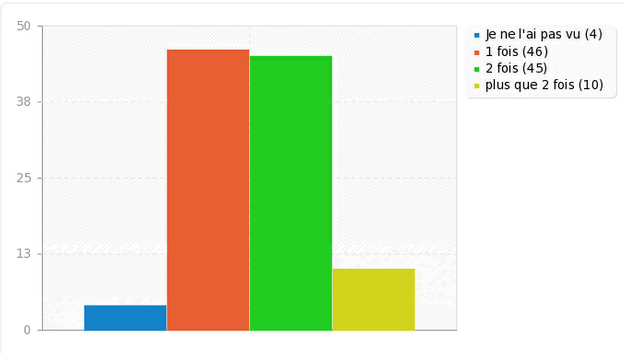 50
38
25
13
0
Je ne l'ai pas vu (4)
1 fois (46)
2 fois (45)
plus que 2 fois (10)